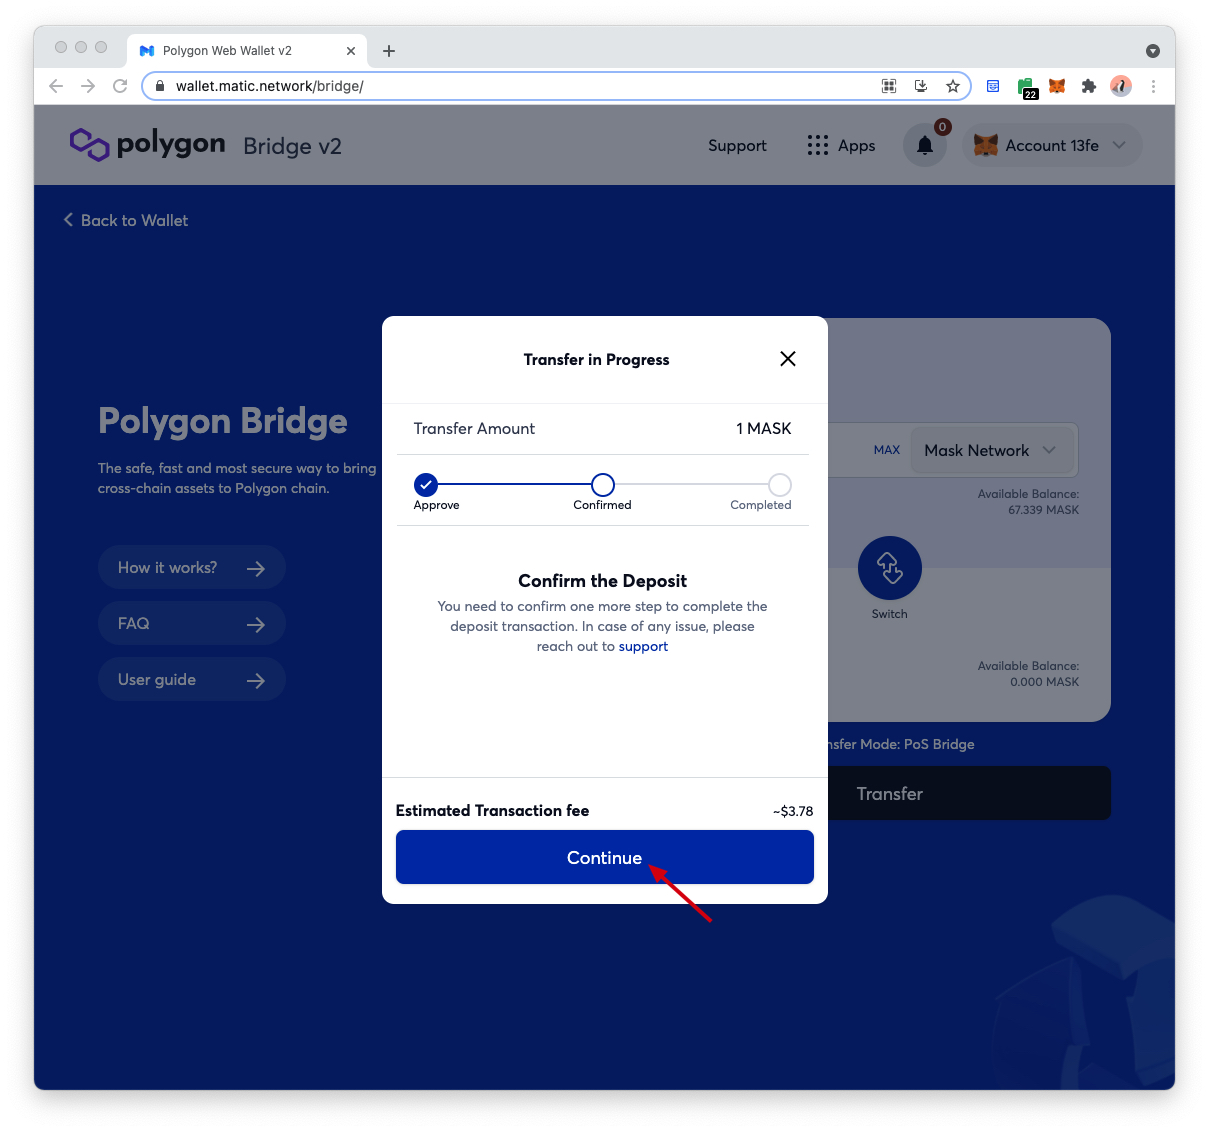 Polygon Web Wallet v2
wallet.matic.network/bridge/
22
polygon Bridge v2
Support
Apps
0
Account 13fe
Back to Wallet
Transfer in Progress
Transfer Amount
1 MASK
Approve
Confirmed
Completed
Confirm the Deposit
You need to confirm one more step to complete the
deposit transaction. In case of any issue, please
reach out to support
Estimated Transaction fee
~$3.78
Continue
Polygon Bridge
The safe, fast and most secure way to bring
cross-chain assets to Polygon chain.
How it works?
FAQ
User guide
MAX
Mask Network
Available Balance:
67.339 MASK
Switch
Available Balance:
0.000 MASK
nsfer Mode: PoS Bridge
Transfer